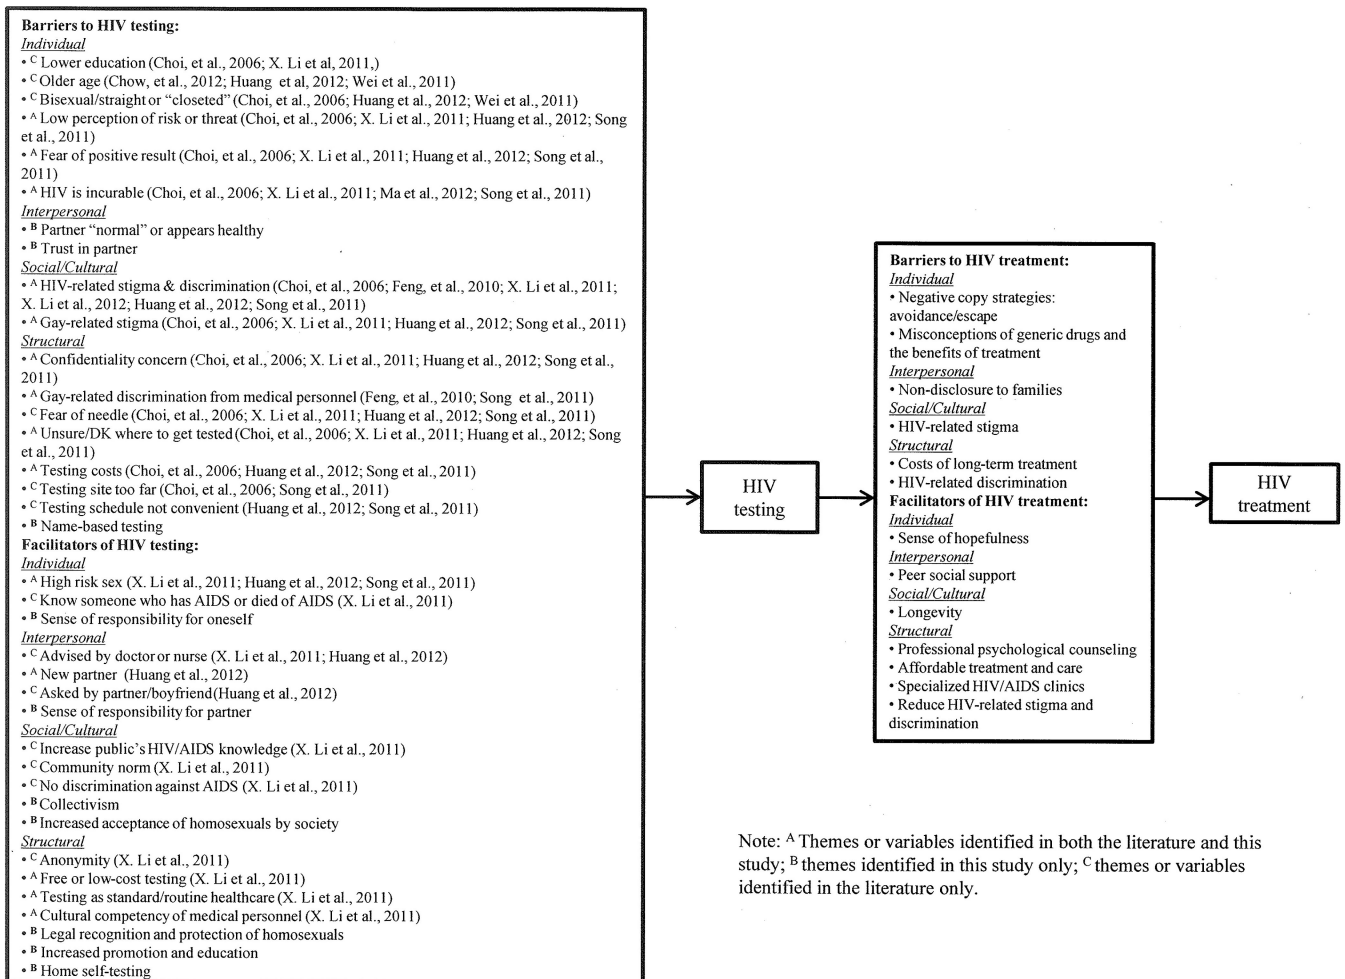 Barriers to HIV testing:
Individual
• C Lower education (Choi, et al., 2006; X. Li et al, 2011,)
• C Older age (Chow, et al., 2012; Huang et al, 2012; Wei et al., 2011)
• C Bisexual/straight or “closeted” (Choi, et al., 2006; Huang et al., 2012; Wei et al., 2011)
• A Low perception of risk or threat (Choi, et al., 2006; X. Li et al., 2011; Huang et al., 2012; Song
et al., 2011)
• A Fear of positive result (Choi, et al., 2006; X. Li et al., 2011; Huang et al., 2012; Song et al.,
2011)
• A HIV is incurable (Choi, et al., 2006; X. Li et al., 2011; Ma et al., 2012; Song et al., 2011)
Interpersonal
• B Partner “normal” or appears healthy
• B Trust in partner
Social/Cultural
• A HIV-related stigma & discrimination (Choi, et al., 2006; Feng, et al., 2010; X. Li et al., 2011;
X. Li et al., 2012; Huang et al., 2012; Song et al., 2011)
• A Gay-related stigma (Choi, et al., 2006; X. Li et al., 2011; Huang et al., 2012; Song et al., 2011)
Structural
• A Confidentiality concern (Choi, et al., 2006; X. Li et al., 2011; Huang et al., 2012; Song et al.,
2011)
• A Gay-related discrimination from medical personnel (Feng, et al., 2010; Song et al., 2011)
• C Fear of needle (Choi, et al., 2006; X. Li et al., 2011; Huang et al., 2012; Song et al., 2011)
• A Unsure/DK where to get tested (Choi, et al., 2006; X. Li et al., 2011; Huang et al., 2012; Song
et al., 2011)
• A Testing costs (Choi, et al., 2006; Huang et al., 2012; Song et al., 2011)
• C Testing site too far (Choi, et al., 2006; Song et al., 2011)
• C Testing schedule not convenient (Huang et al., 2012; Song et al., 2011)
• B Name-based testing
Facilitators of HIV testing:
Individual
• A High risk sex (X. Li et al., 2011; Huang et al., 2012; Song et al., 2011)
• C Know someone who has AIDS or died of AIDS (X. Li et al., 2011)
• B Sense of responsibility for oneself
Interpersonal
• C Advised by doctor or nurse (X. Li et al., 2011; Huang et al., 2012)
• A New partner (Huang et al., 2012)
• C Asked by partner/boyfriend (Huang et al., 2012)
• B Sense of responsibility for partner
Social/Cultural
• C Increase public’s HIV/AIDS knowledge (X. Li et al., 2011)
• C Community norm (X. Li et al., 2011)
• C No discrimination against AIDS (X. Li et al., 2011)
• B Collectivism
• B Increased acceptance of homosexuals by society
Structural
• C Anonymity (X. Li et al., 2011)
• A Free or low-cost testing (X. Li et al., 2011)
• A Testing as standard/routine healthcare (X. Li et al., 2011)
• A Cultural competency of medical personnel (X. Li et al., 2011)
• B Legal recognition and protection of homosexuals
• B Increased promotion and education
• B Home self-testing
HIV
testing
Barriers to HIV treatment:
Individual
• Negative copy strategies:
avoidance/escape
• Misconceptions of generic drugs and
the benefits of treatment
Interpersonal
• Non-disclosure to families
Social/Cultural
• HIV-related stigma
Structural
• Costs of long-term treatment
• HIV-related discrimination
Facilitators of HIV treatment:
Individual
• Sense of hopefulness
Interpersonal
• Peer social support
Social/Cultural
• Longevity
Structural
• Professional psychological counseling
• Affordable treatment and care
• Specialized HIV/AIDS clinics
• Reduce HIV-related stigma and
discrimination
HIV
treatment
Note: A Themes or variables identified in both the literature and this
study; B themes identified in this study only; C themes or variables
identified in the literature only.